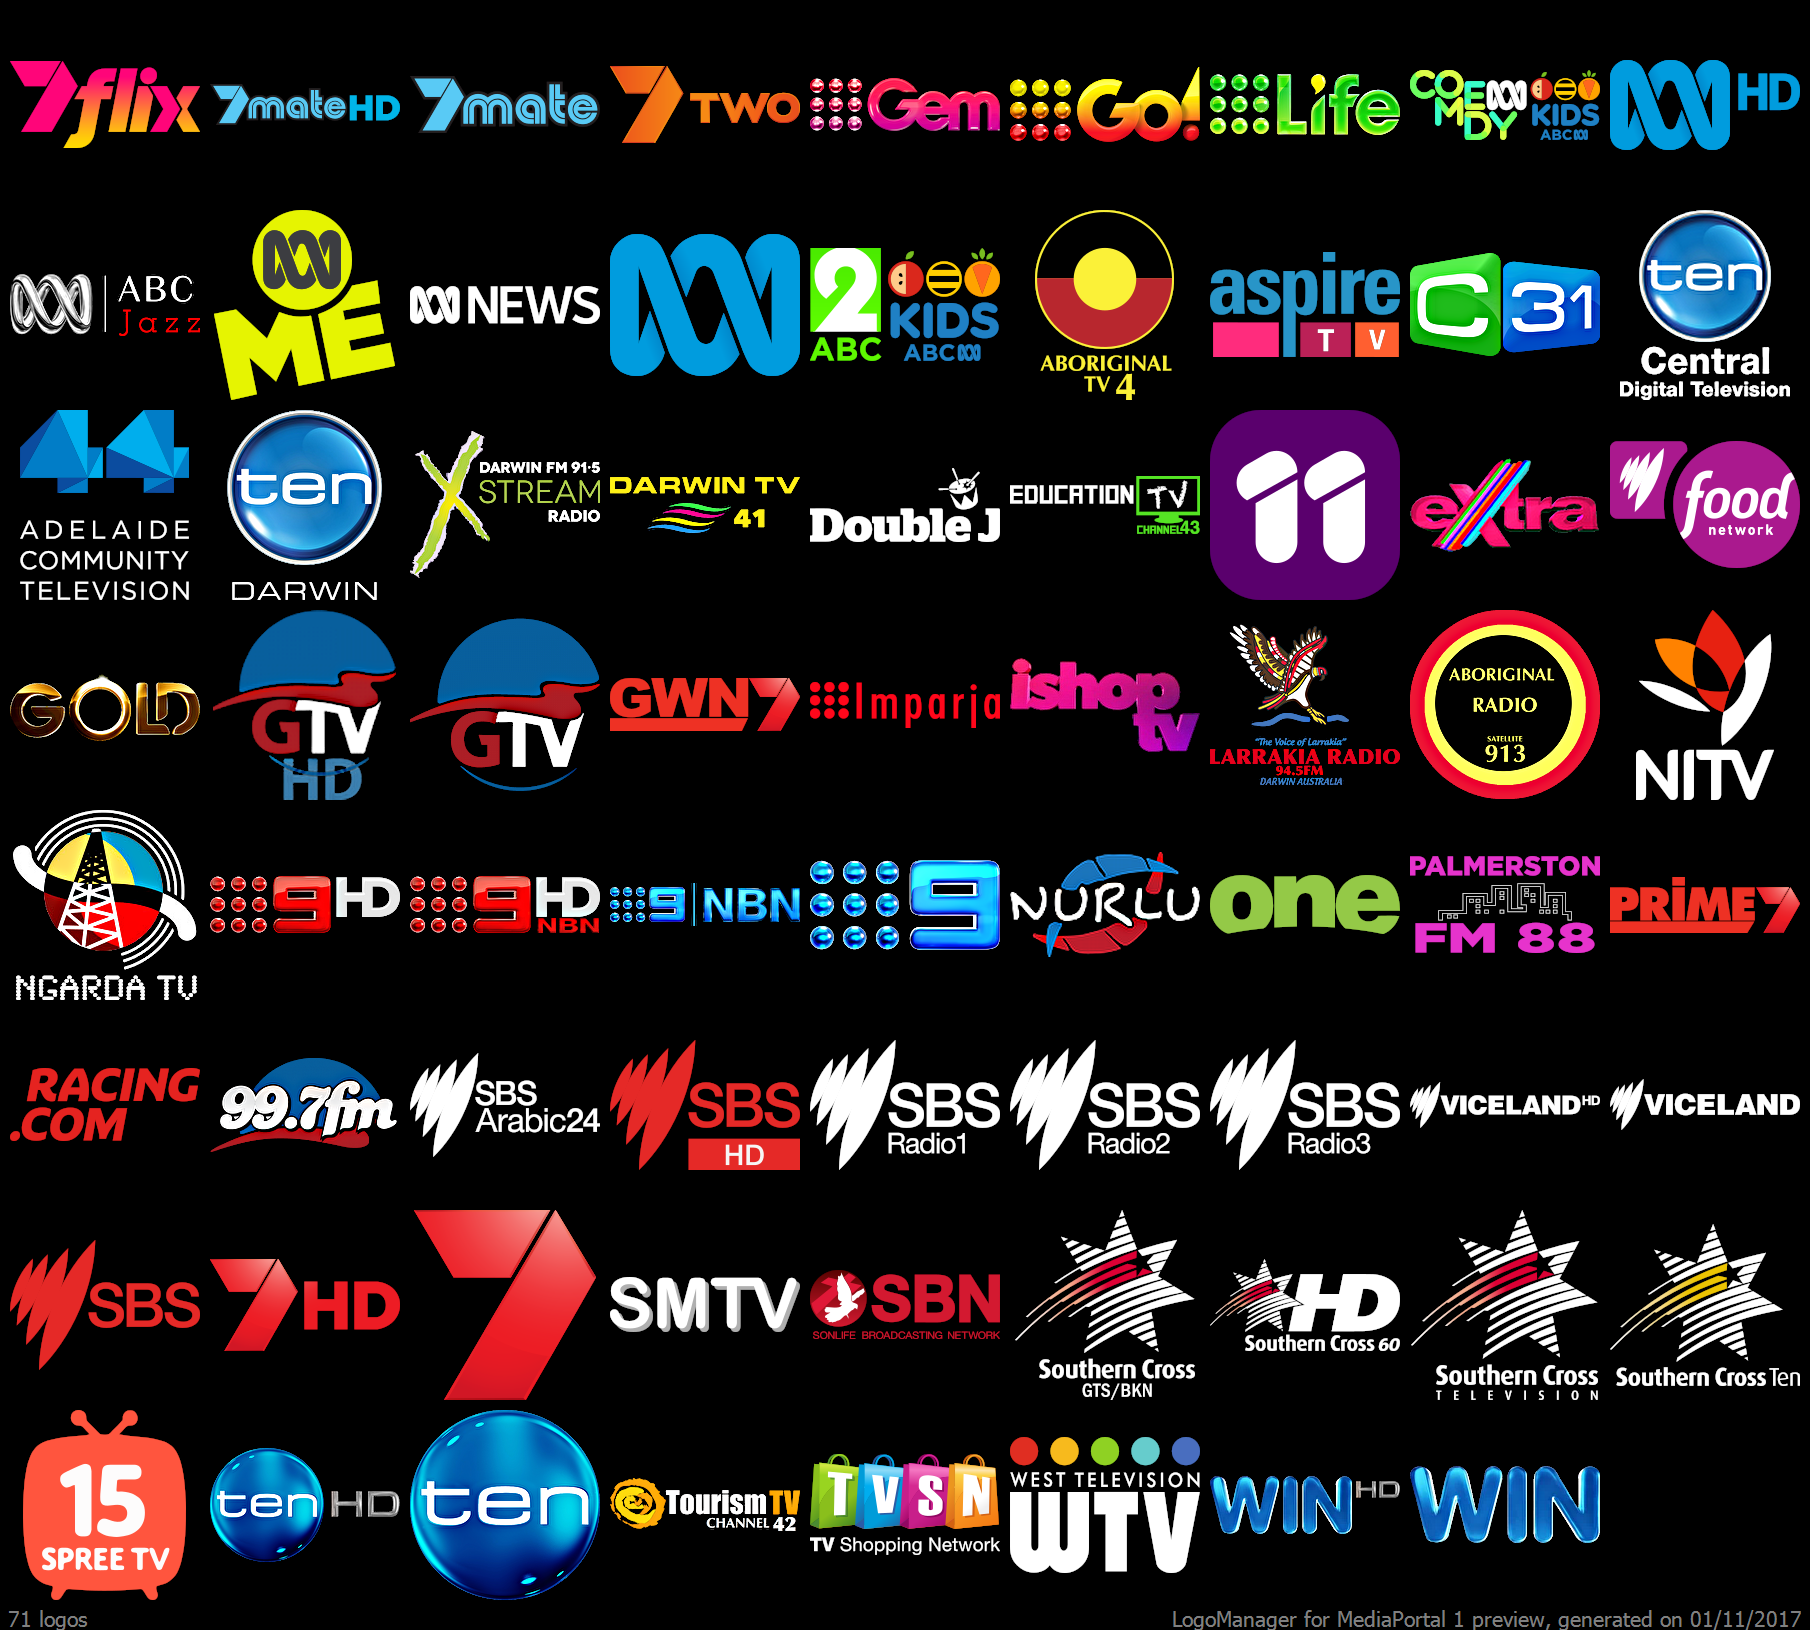 7flix
7mateHD
7mate
7TWO
Gem
Go!
Life
COMEDY
KIDS
ABC
HD
ABC
Jazz
ME
NEWS
2
ABC
KIDS
ABC
ABORIGINAL
TV 4
aspire
TV
C31
ten
Central
Digital Television
44
ADELAIDE
COMMUNITY
TELEVISION
ten
DARWIN
DARWIN FM 91·5
XSTREAM
RADIO
DARWIN TV
41
Double J
EDUCATION TV
CHANNEL43
11
extra
food
network
GOLD
GTV
HD
GTV
GWN7
Imparja
ishop
tv
"The Voice of Larrakia"
LARRAKIA RADIO
94.5FM
DARWIN AUSTRALIA
ABORIGINAL
RADIO
SATELLITE
913
NITV
NGARDA TV
9HD
9HD
NBN
9 NBN
9
NURLU
one
PALMERSTON
FM 88
PRiME7
RACING
.COM
99.7fm
SBS
Arabic24
SBS
HD
SBS
Radio1
SBS
Radio2
SBS
Radio3
VICELAND HD
VICELAND
SBS
7HD
7
SMTV
SBN
SONLIFE BROADCASTING NETWORK
Southern Cross
GTS/BKN
HD
Southern Cross 60
Southern Cross
TELEVISION
Southern Cross Ten
15
SPREE TV
ten HD
ten
Tourism TV
CHANNEL 42
TVSN
TV Shopping Network
WEST TELEVISION
WTV
WIN HD
WIN
71 logos
LogoManager for MediaPortal 1 preview, generated on 01/11/2017